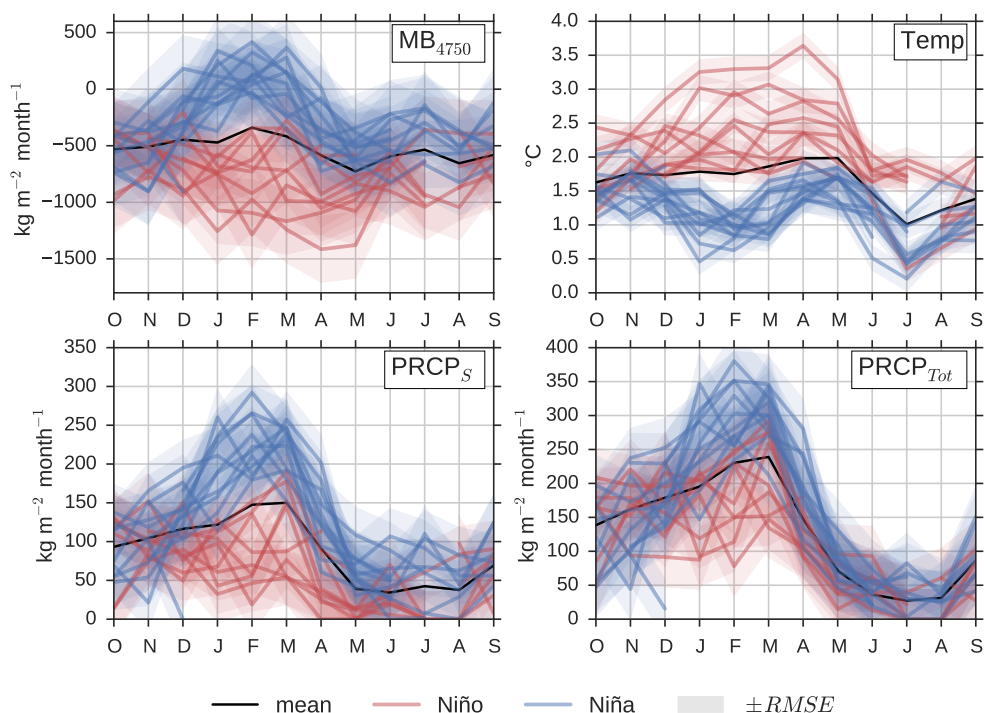 MB4750
kg m−2 month−1
500
0
−500
−1000
−1500
O N D J F M A M J J A S
Temp
°C
4.0
3.5
3.0
2.5
2.0
1.5
1.0
0.5
0.0
O N D J F M A M J J A S
PRCPS
kg m−2 month−1
350
300
250
200
150
100
50
0
O N D J F M A M J J A S
PRCPTot
kg m−2 month−1
400
350
300
250
200
150
100
50
0
O N D J F M A M J J A S
mean Niño Niña ±RMSE